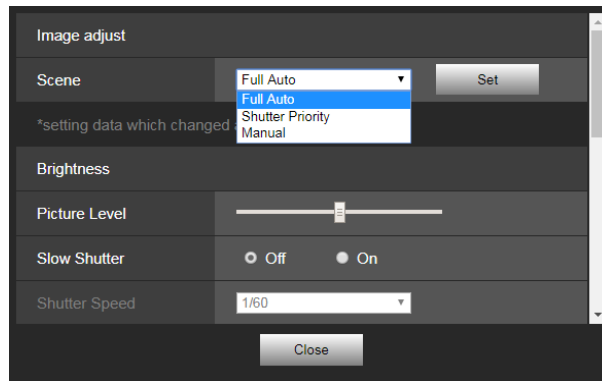 Image adjust
Scene
Full Auto
Set
Full Auto
Shutter Priority
Manual
*setting data which changed
Brightness
Picture Level
Slow Shutter
Off
On
Shutter Speed
1/60
Close